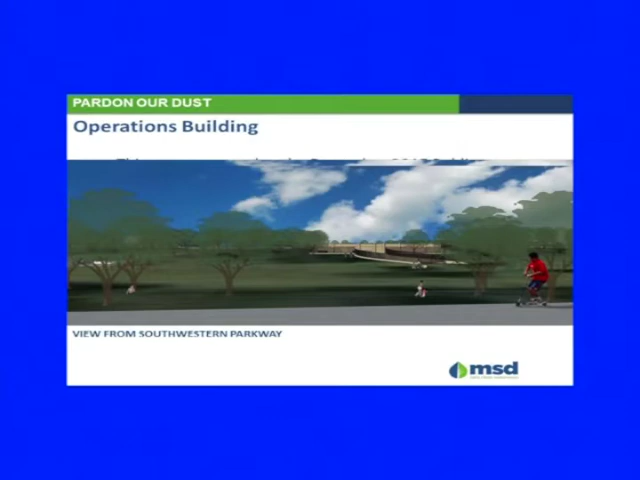 PARDON OUR DUST
Operations Building
VIEW FROM SOUTHWESTERN PARKWAY
msd